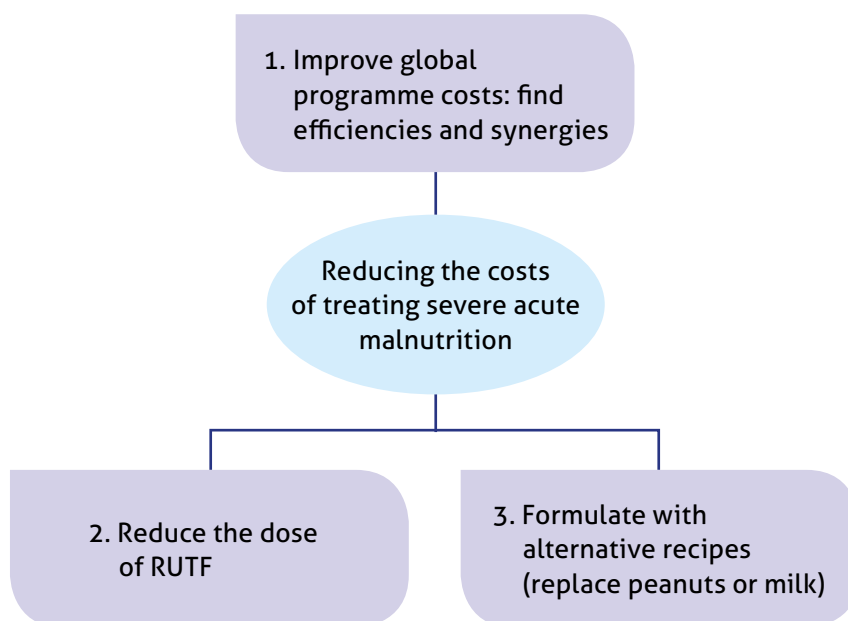 1. Improve global
programme costs: find
efficiencies and synergies
Reducing the costs
of treating severe acute
malnutrition
2. Reduce the dose
of RUTF
3. Formulate with
alternative recipes
(replace peanuts or milk)